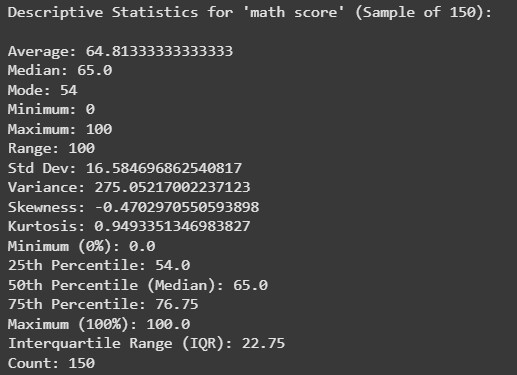 Descriptive Statistics for 'math score' (Sample of 150):
Average: 64.81333333333333
Median: 65.0
Mode: 54
Minimum: 0
Maximum: 100
Range: 100
Std Dev: 16.584696862540817
Variance: 275.05217002237123
Skewness: -0.4702970550593898
Kurtosis: 0.9493351346983827
Minimum (0%): 0.0
25th Percentile: 54.0
50th Percentile (Median): 65.0
75th Percentile: 76.75
Maximum (100%): 100.0
Interquartile Range (IQR): 22.75
Count: 150